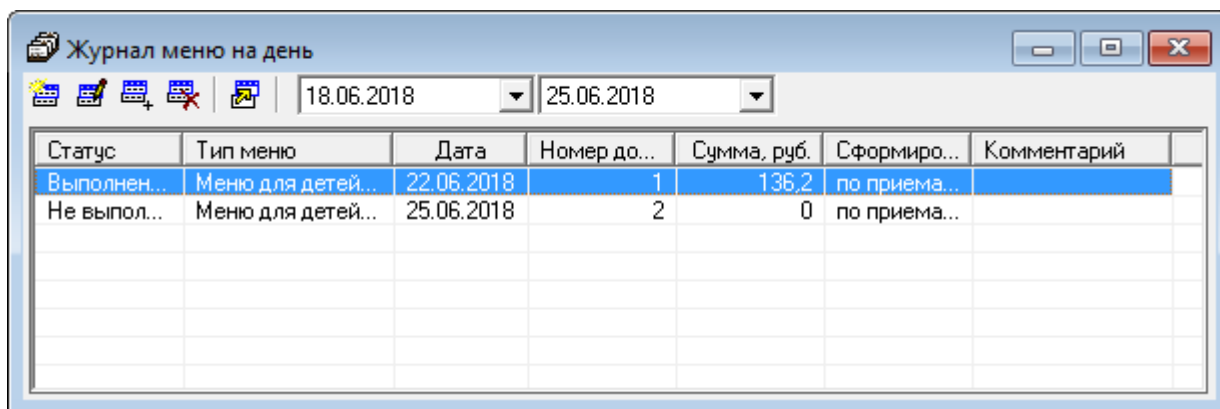 Журнал меню на день
18.06.2018 25.06.2018
Статус Тип меню Дата Номер до... Сумма, руб. Сформиро... Комментарий
Выполнен... Меню для детей... 22.06.2018 1 136,2 по приема...
Не выпол... Меню для детей... 25.06.2018 2 0 по приема...